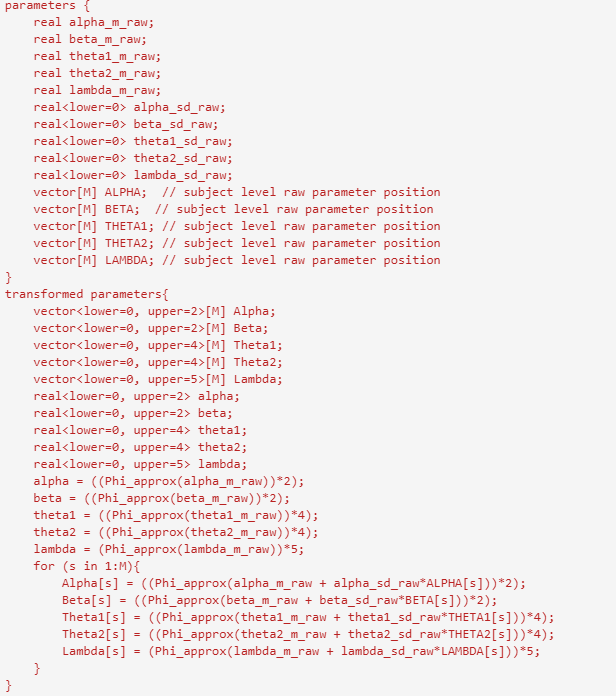 parameters {
    real alpha_m_raw;
    real beta_m_raw;
    real theta1_m_raw;
    real theta2_m_raw;
    real lambda_m_raw;
    real<lower=0> alpha_sd_raw;
    real<lower=0> beta_sd_raw;
    real<lower=0> theta1_sd_raw;
    real<lower=0> theta2_sd_raw;
    real<lower=0> lambda_sd_raw;
    vector[M] ALPHA;  // subject level raw parameter position
    vector[M] BETA;  // subject level raw parameter position
    vector[M] THETA1; // subject level raw parameter position
    vector[M] THETA2; // subject level raw parameter position
    vector[M] LAMBDA; // subject level raw parameter position
}
transformed parameters{
    vector<lower=0, upper=2>[M] Alpha;
    vector<lower=0, upper=2>[M] Beta;
    vector<lower=0, upper=4>[M] Theta1;
    vector<lower=0, upper=4>[M] Theta2;
    vector<lower=0, upper=5>[M] Lambda;
    real<lower=0, upper=2> alpha;
    real<lower=0, upper=2> beta;
    real<lower=0, upper=4> theta1;
    real<lower=0, upper=4> theta2;
    real<lower=0, upper=5> lambda;
    alpha = ((Phi_approx(alpha_m_raw))*2);
    beta = ((Phi_approx(beta_m_raw))*2);
    theta1 = ((Phi_approx(theta1_m_raw))*4);
    theta2 = ((Phi_approx(theta2_m_raw))*4);
    lambda = (Phi_approx(lambda_m_raw))*5;
    for (s in 1:M){
        Alpha[s] = ((Phi_approx(alpha_m_raw + alpha_sd_raw*ALPHA[s]))*2);
        Beta[s] = ((Phi_approx(beta_m_raw + beta_sd_raw*BETA[s]))*2);
        Theta1[s] = ((Phi_approx(theta1_m_raw + theta1_sd_raw*THETA1[s]))*4);
        Theta2[s] = ((Phi_approx(theta2_m_raw + theta2_sd_raw*THETA2[s]))*4);
        Lambda[s] = (Phi_approx(lambda_m_raw + lambda_sd_raw*LAMBDA[s]))*5;
    }
}